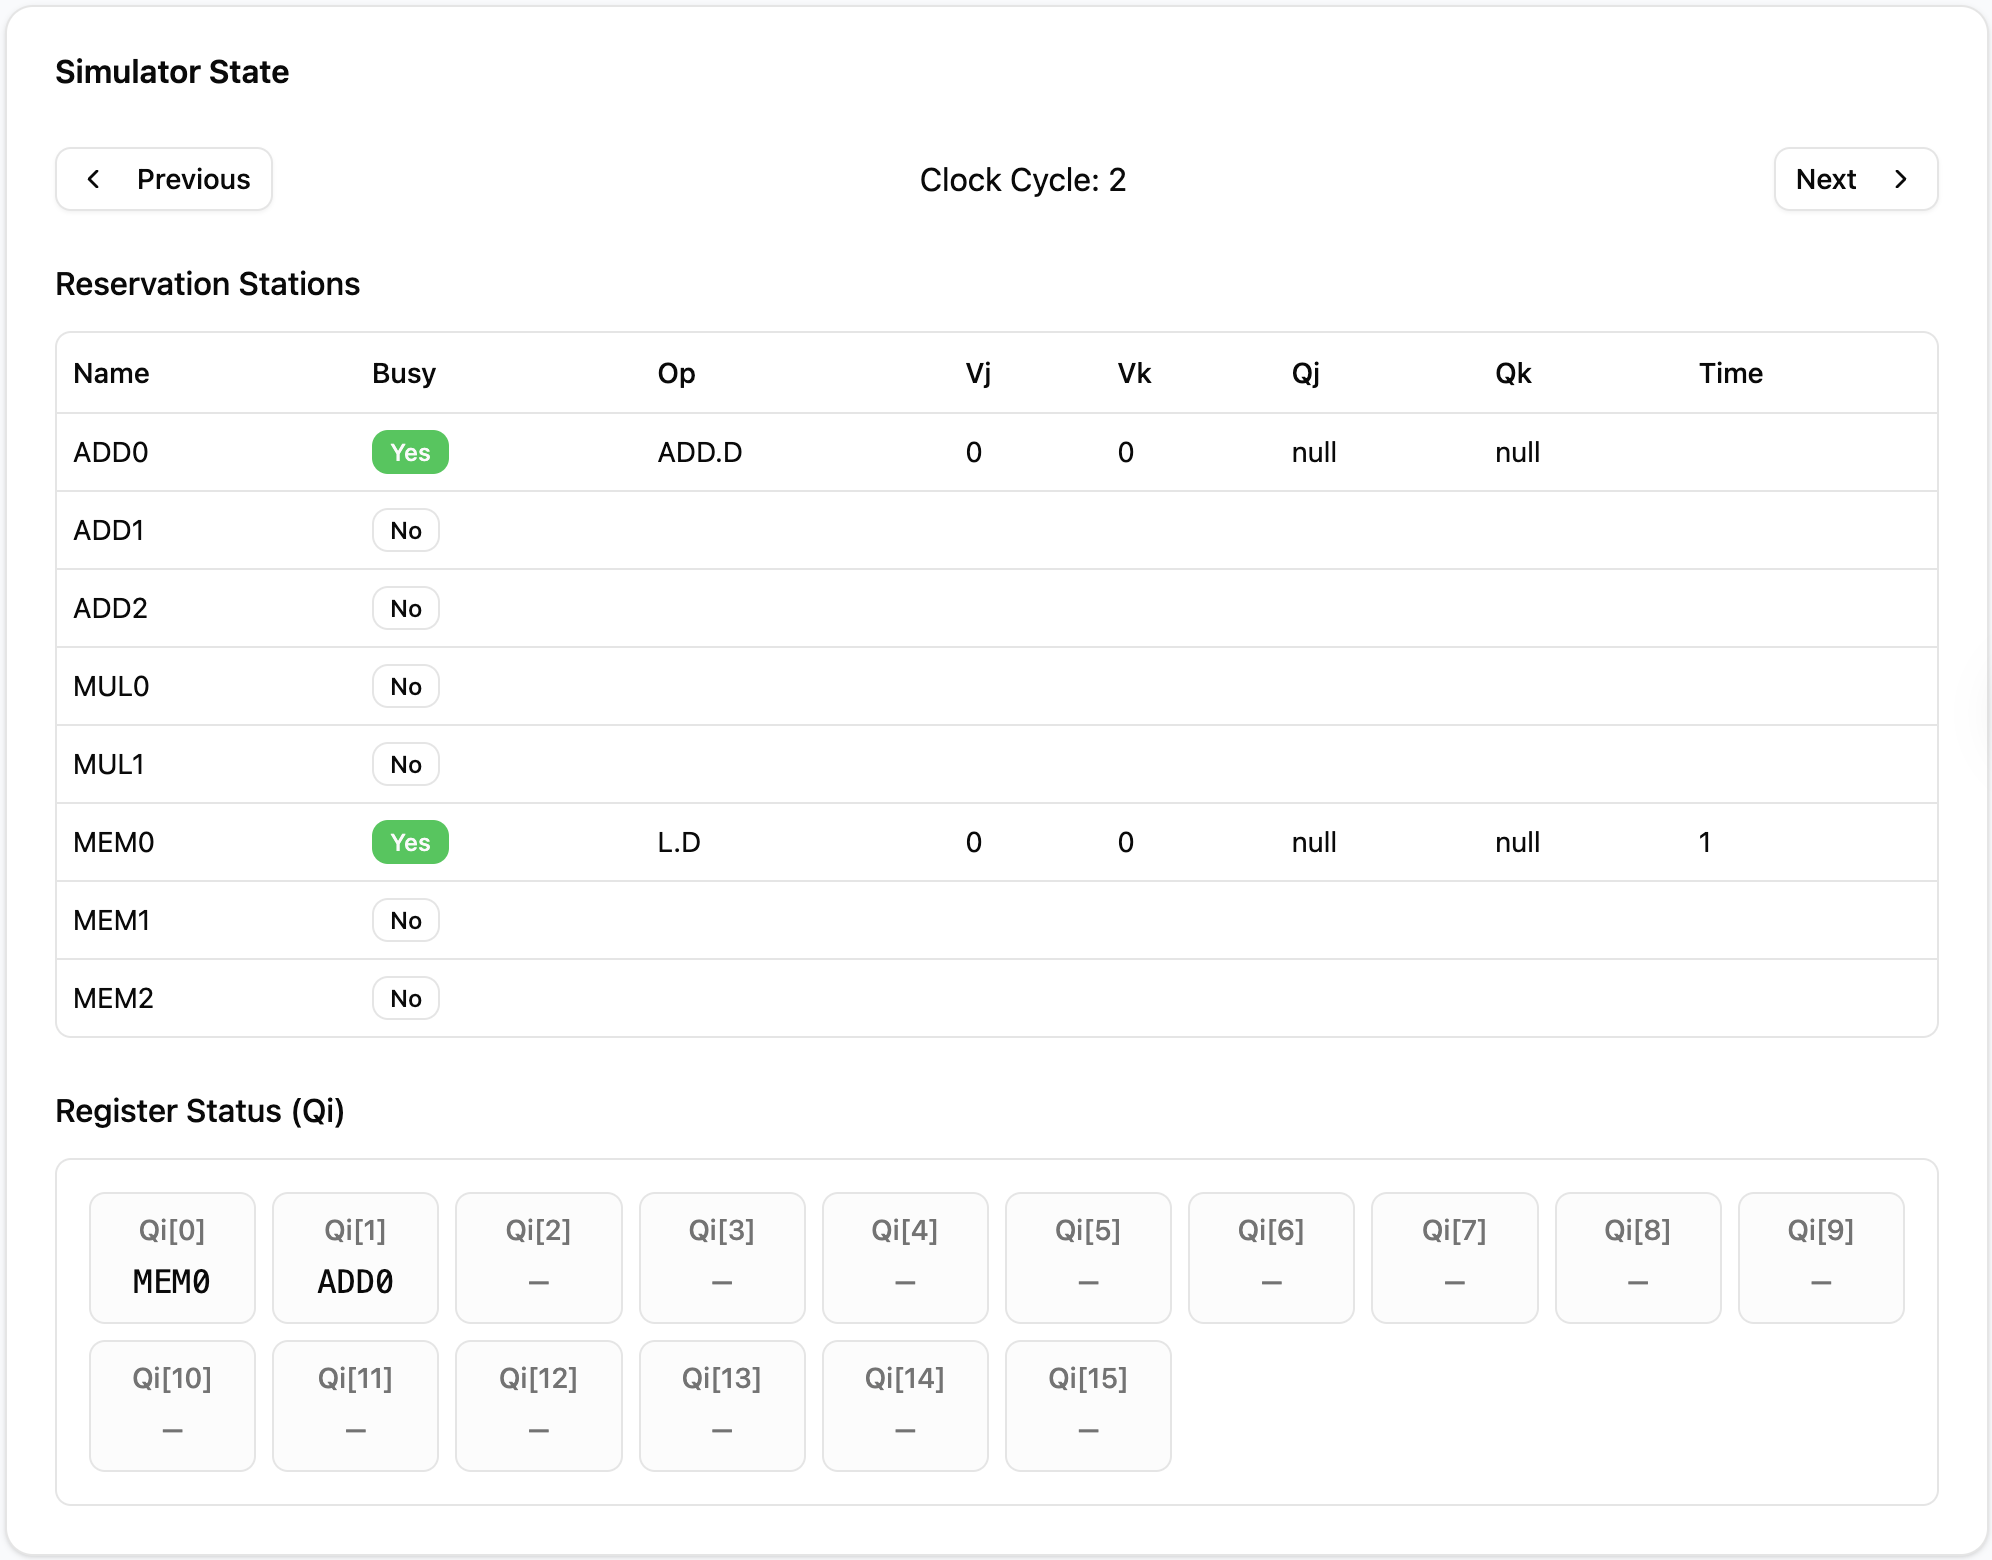 Simulator State
Previous
Clock Cycle: 2
Next
Reservation Stations
Name Busy Op Vj Vk Qj Qk Time
ADD0 Yes ADD.D 0 0 null null
ADD1 No
ADD2 No
MUL0 No
MUL1 No
MEM0 Yes L.D 0 0 null null 1
MEM1 No
MEM2 No
Register Status (Qi)
Qi[0] Qi[1] Qi[2] Qi[3] Qi[4] Qi[5] Qi[6] Qi[7] Qi[8] Qi[9]
MEM0 ADD0 – – – – – – – –
Qi[10] Qi[11] Qi[12] Qi[13] Qi[14] Qi[15]
– – – – – –